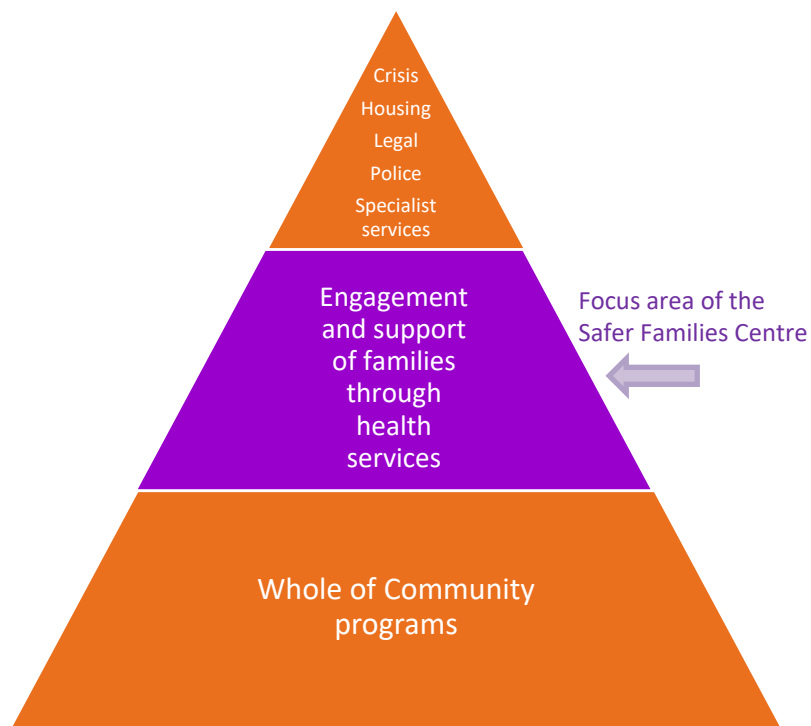 Crisis
Housing
Legal
Police
Specialist
services
Engagement
and support
of families
through
health
services
Focus area of the
Safer Families Centre
Whole of Community
programs